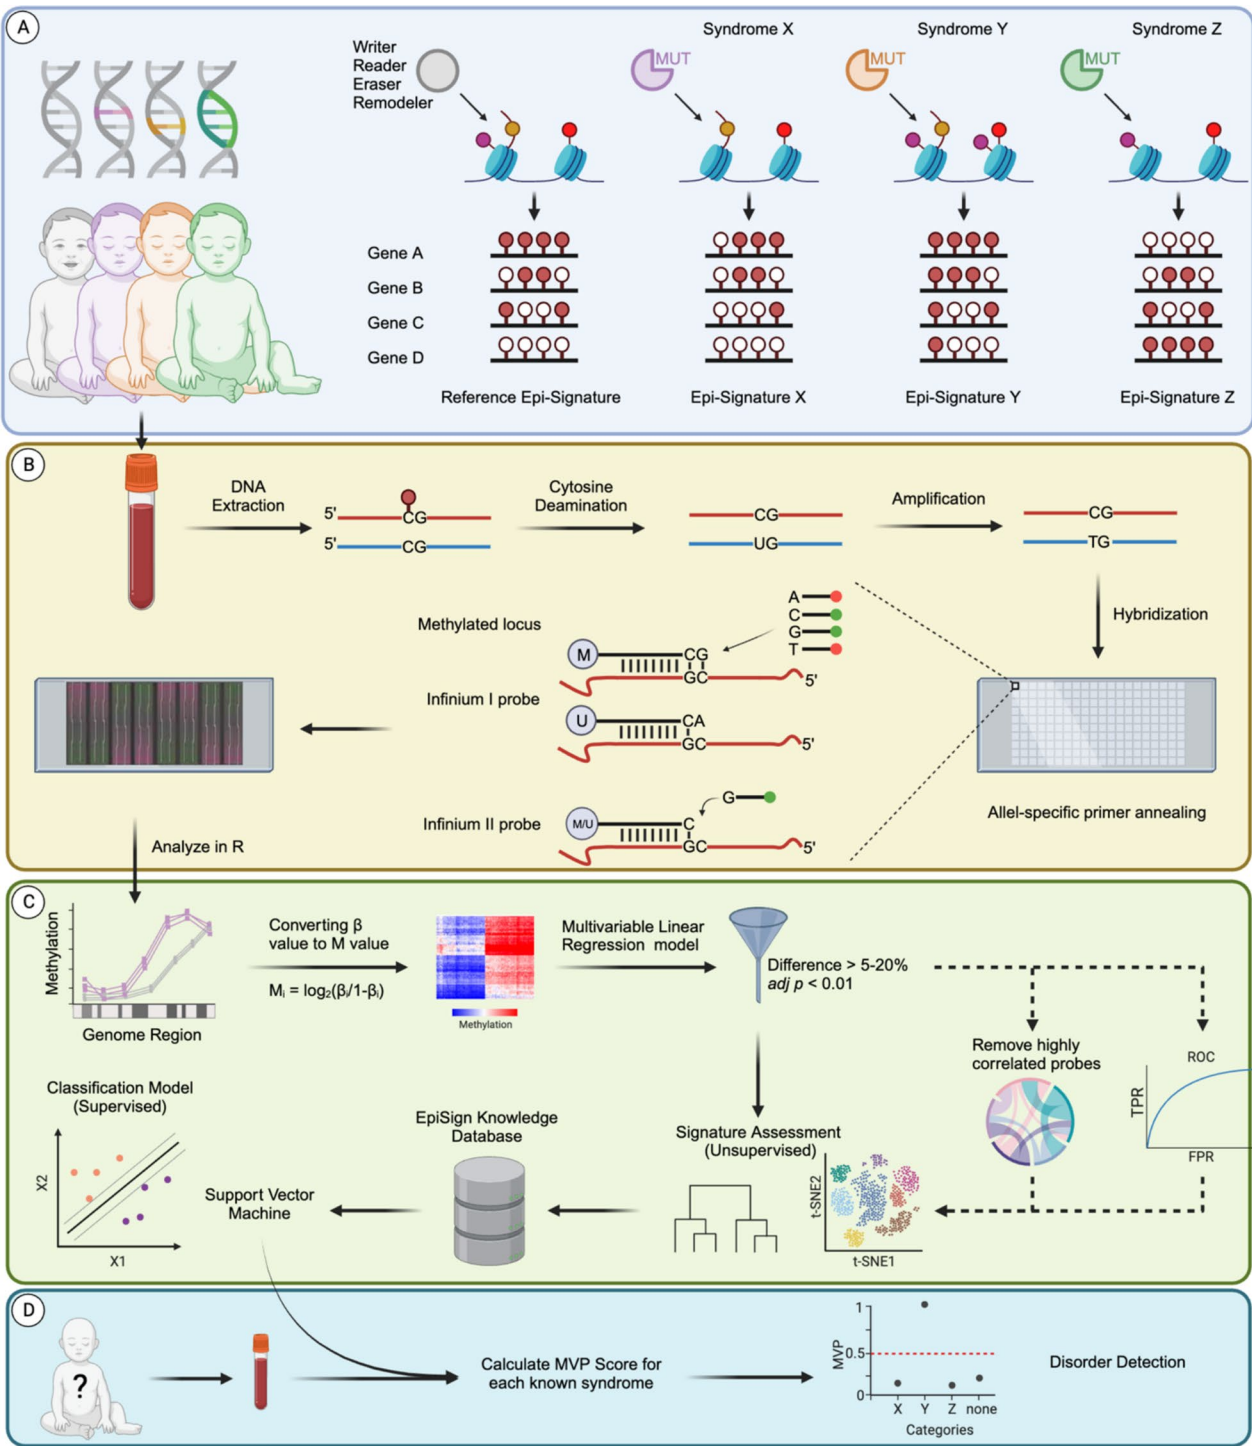 A
Writer
Reader
Eraser
Remodeler
Syndrome X
MUT
Syndrome Y
MUT
Syndrome Z
MUT
Gene A
Gene B
Gene C
Gene D
Reference Epi-Signature
Epi-Signature X
Epi-Signature Y
Epi-Signature Z
B
DNA
Extraction
5'
CG
5'
CG
Cytosine
Deamination
CG
UG
Amplification
CG
TG
Hybridization
A
C
G
T
Methylated locus
M
CG
GC
5'
Infinium I probe
U
CA
GC
5'
G
Infinium II probe
M/U
C
GC
5'
Allel-specific primer annealing
Analyze in R
C
Methylation
Genome Region
Converting β
value to M value
Mᵢ = log₂(βᵢ/1-βᵢ)
Methylation
Multivariable Linear
Regression model
Difference > 5-20%
adj p < 0.01
Remove highly
correlated probes
ROC
TPR
FPR
Signature Assessment
(Unsupervised)
t-SNE2
t-SNE1
EpiSign Knowledge
Database
Support Vector
Machine
Classification Model
(Supervised)
X2
X1
D
?
Calculate MVP Score for
each known syndrome
MVP
1
0.5
0
X Y Z none
Categories
Disorder Detection